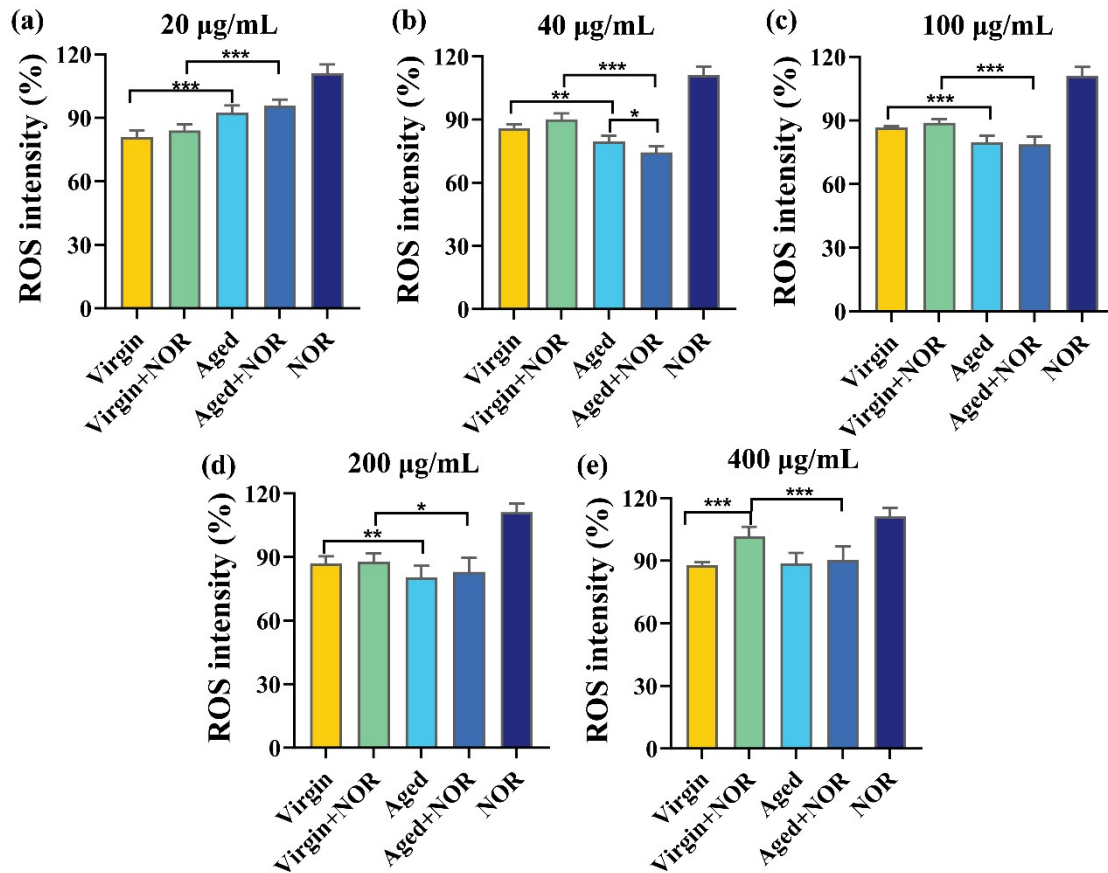 (a)
20 μg/mL
ROS intensity (%)
120
90
60
30
0
***
***
Virgin
Virgin+NOR
Aged
Aged+NOR
NOR
(b)
40 μg/mL
ROS intensity (%)
120
90
60
30
0
***
**
*
Virgin
Virgin+NOR
Aged
Aged+NOR
NOR
(c)
100 μg/mL
ROS intensity (%)
120
90
60
30
0
***
***
Virgin
Virgin+NOR
Aged
Aged+NOR
NOR
(d)
200 μg/mL
ROS intensity (%)
120
90
60
30
0
*
**
Virgin
Virgin+NOR
Aged
Aged+NOR
NOR
(e)
400 μg/mL
ROS intensity (%)
120
90
60
30
0
***
***
Virgin
Virgin+NOR
Aged
Aged+NOR
NOR